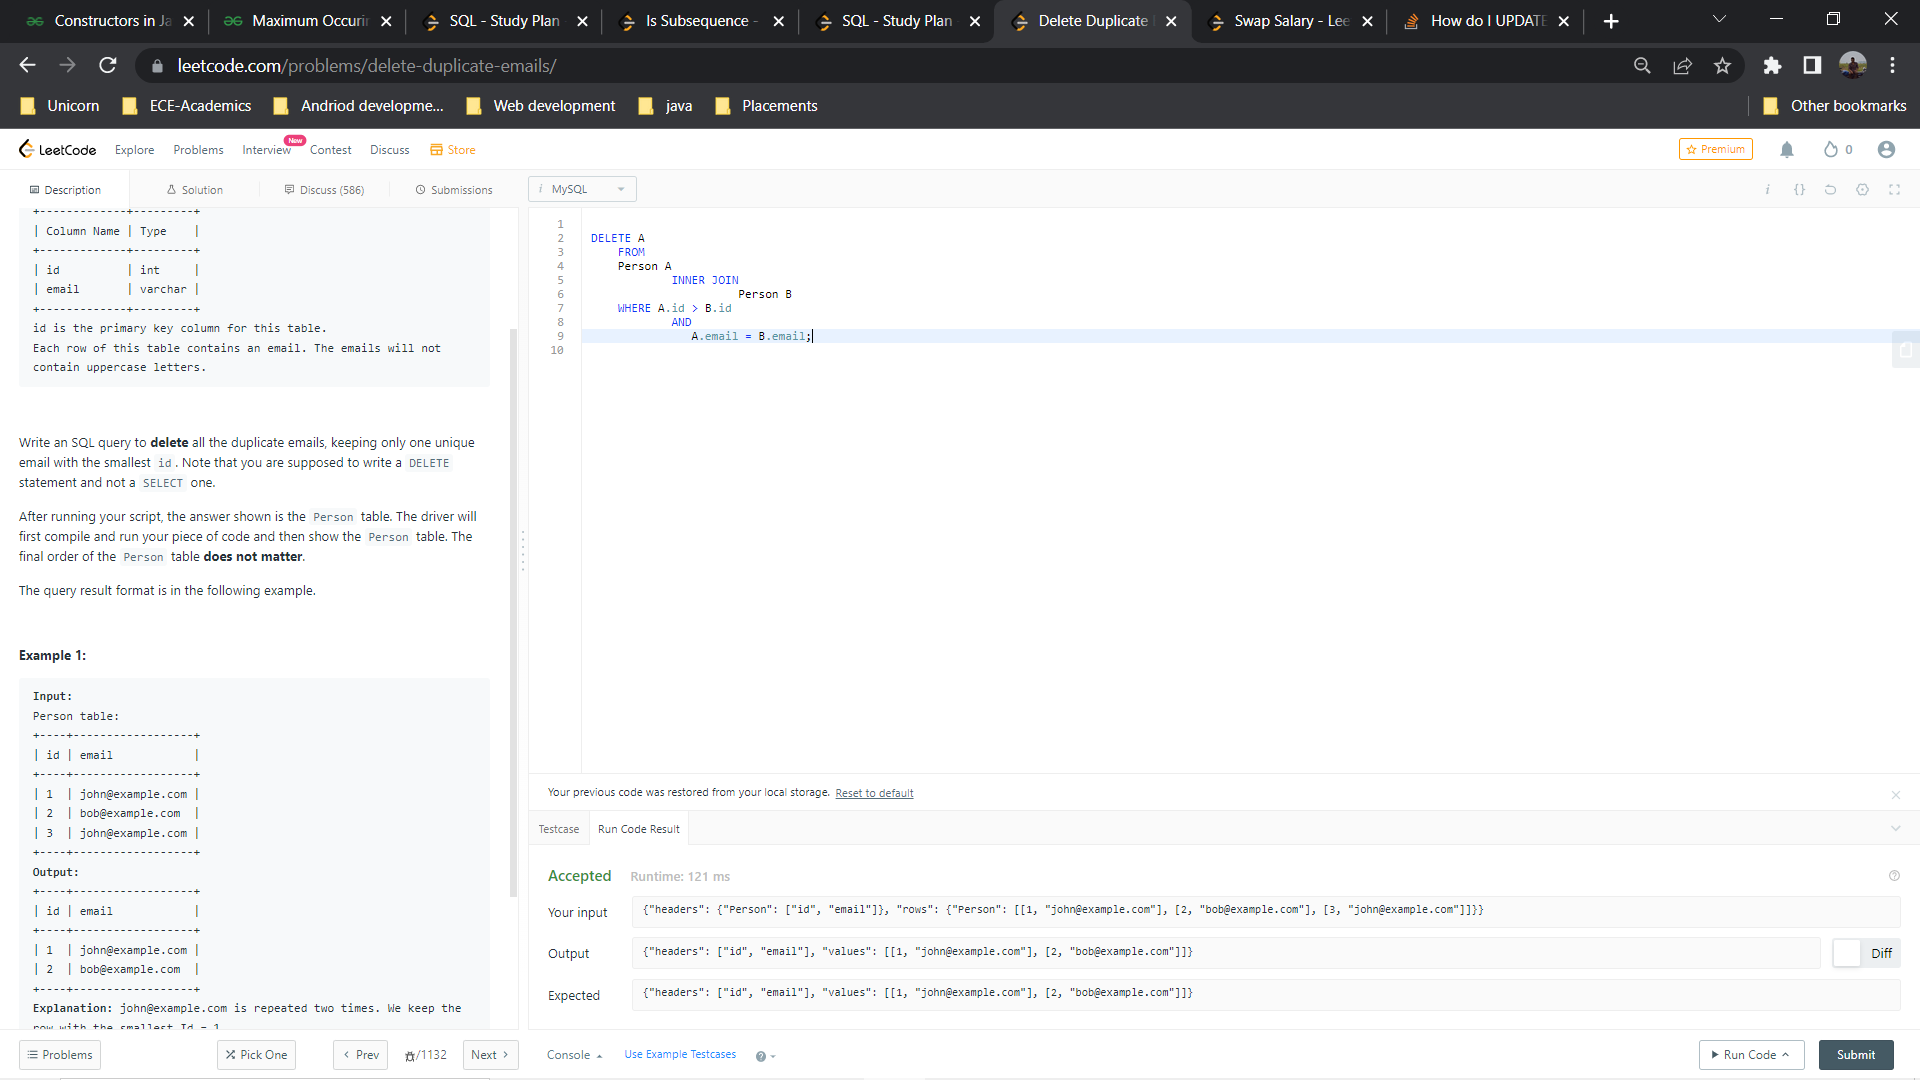 Constructors in Ja
Maximum Occurin
SQL - Study Plan
Is Subsequence -
SQL - Study Plan
Delete Duplicate
Swap Salary - Lee
How do I UPDATE
leetcode.com/problems/delete-duplicate-emails/
Unicorn
ECE-Academics
Andriod developme...
Web development
java
Placements
Other bookmarks
LeetCode
Explore
Problems
Interview
New
Contest
Discuss
Store
Premium
0
Description
Solution
Discuss (586)
Submissions
i MySQL
i {}
+-------------+---------+
| Column Name | Type    |
+-------------+---------+
| id          | int     |
| email       | varchar |
+-------------+---------+
id is the primary key column for this table.
Each row of this table contains an email. The emails will not
contain uppercase letters.
Write an SQL query to delete all the duplicate emails, keeping only one unique
email with the smallest id. Note that you are supposed to write a DELETE
statement and not a SELECT one.
After running your script, the answer shown is the Person table. The driver will
first compile and run your piece of code and then show the Person table. The
final order of the Person table does not matter.
The query result format is in the following example.
Example 1:
Input:
Person table:
+----+------------------+
| id | email            |
+----+------------------+
| 1  | john@example.com |
| 2  | bob@example.com  |
| 3  | john@example.com |
+----+------------------+
Output:
+----+------------------+
| id | email            |
+----+------------------+
| 1  | john@example.com |
| 2  | bob@example.com  |
+----+------------------+
Explanation: john@example.com is repeated two times. We keep the
row with the smallest Id = 1.
1
2 DELETE A
3 FROM
4 Person A
5 INNER JOIN
6 Person B
7 WHERE A.id > B.id
8 AND
9 A.email = B.email;
10
Your previous code was restored from your local storage. Reset to default
Testcase
Run Code Result
Accepted Runtime: 121 ms
Your input {"headers": {"Person": ["id", "email"]}, "rows": {"Person": [[1, "john@example.com"], [2, "bob@example.com"], [3, "john@example.com"]]}}
Output {"headers": ["id", "email"], "values": [[1, "john@example.com"], [2, "bob@example.com"]]}
Diff
Expected {"headers": ["id", "email"], "values": [[1, "john@example.com"], [2, "bob@example.com"]]}
Problems
Pick One
Prev
/1132
Next
Console
Use Example Testcases
Run Code
Submit